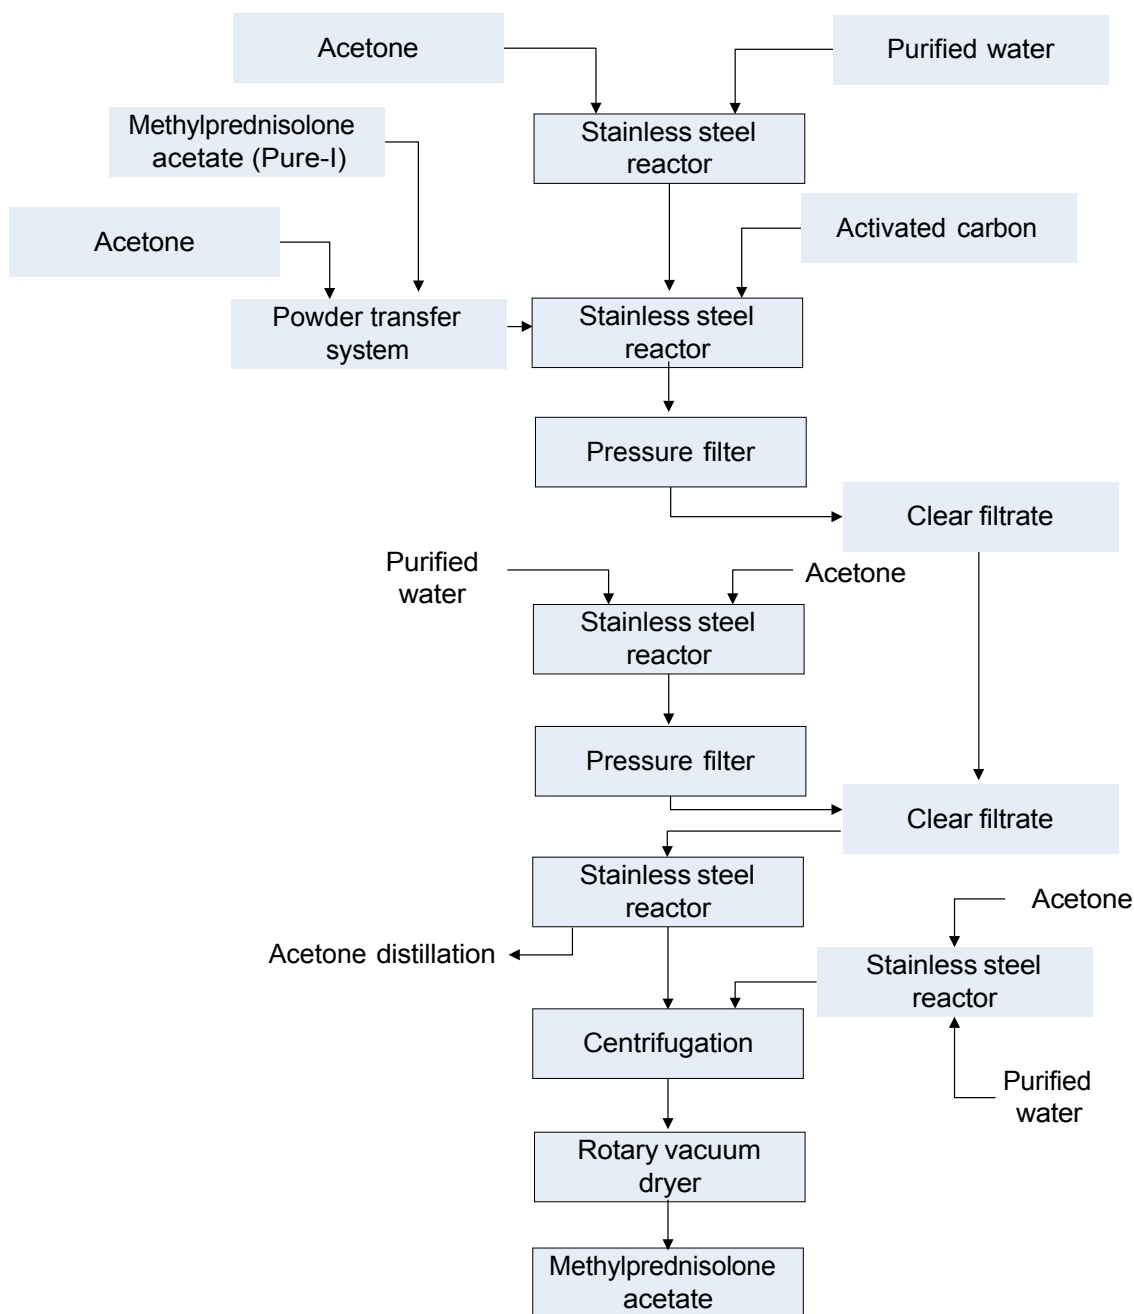 Acetone
Purified water
Methylprednisolone
acetate (Pure-I)
Stainless steel
reactor
Acetone
Activated carbon
Powder transfer
system
Stainless steel
reactor
Pressure filter
Clear filtrate
Purified
water
Acetone
Stainless steel
reactor
Pressure filter
Clear filtrate
Stainless steel
reactor
Acetone
Acetone distillation
Stainless steel
reactor
Centrifugation
Purified
water
Rotary vacuum
dryer
Methylprednisolone
acetate